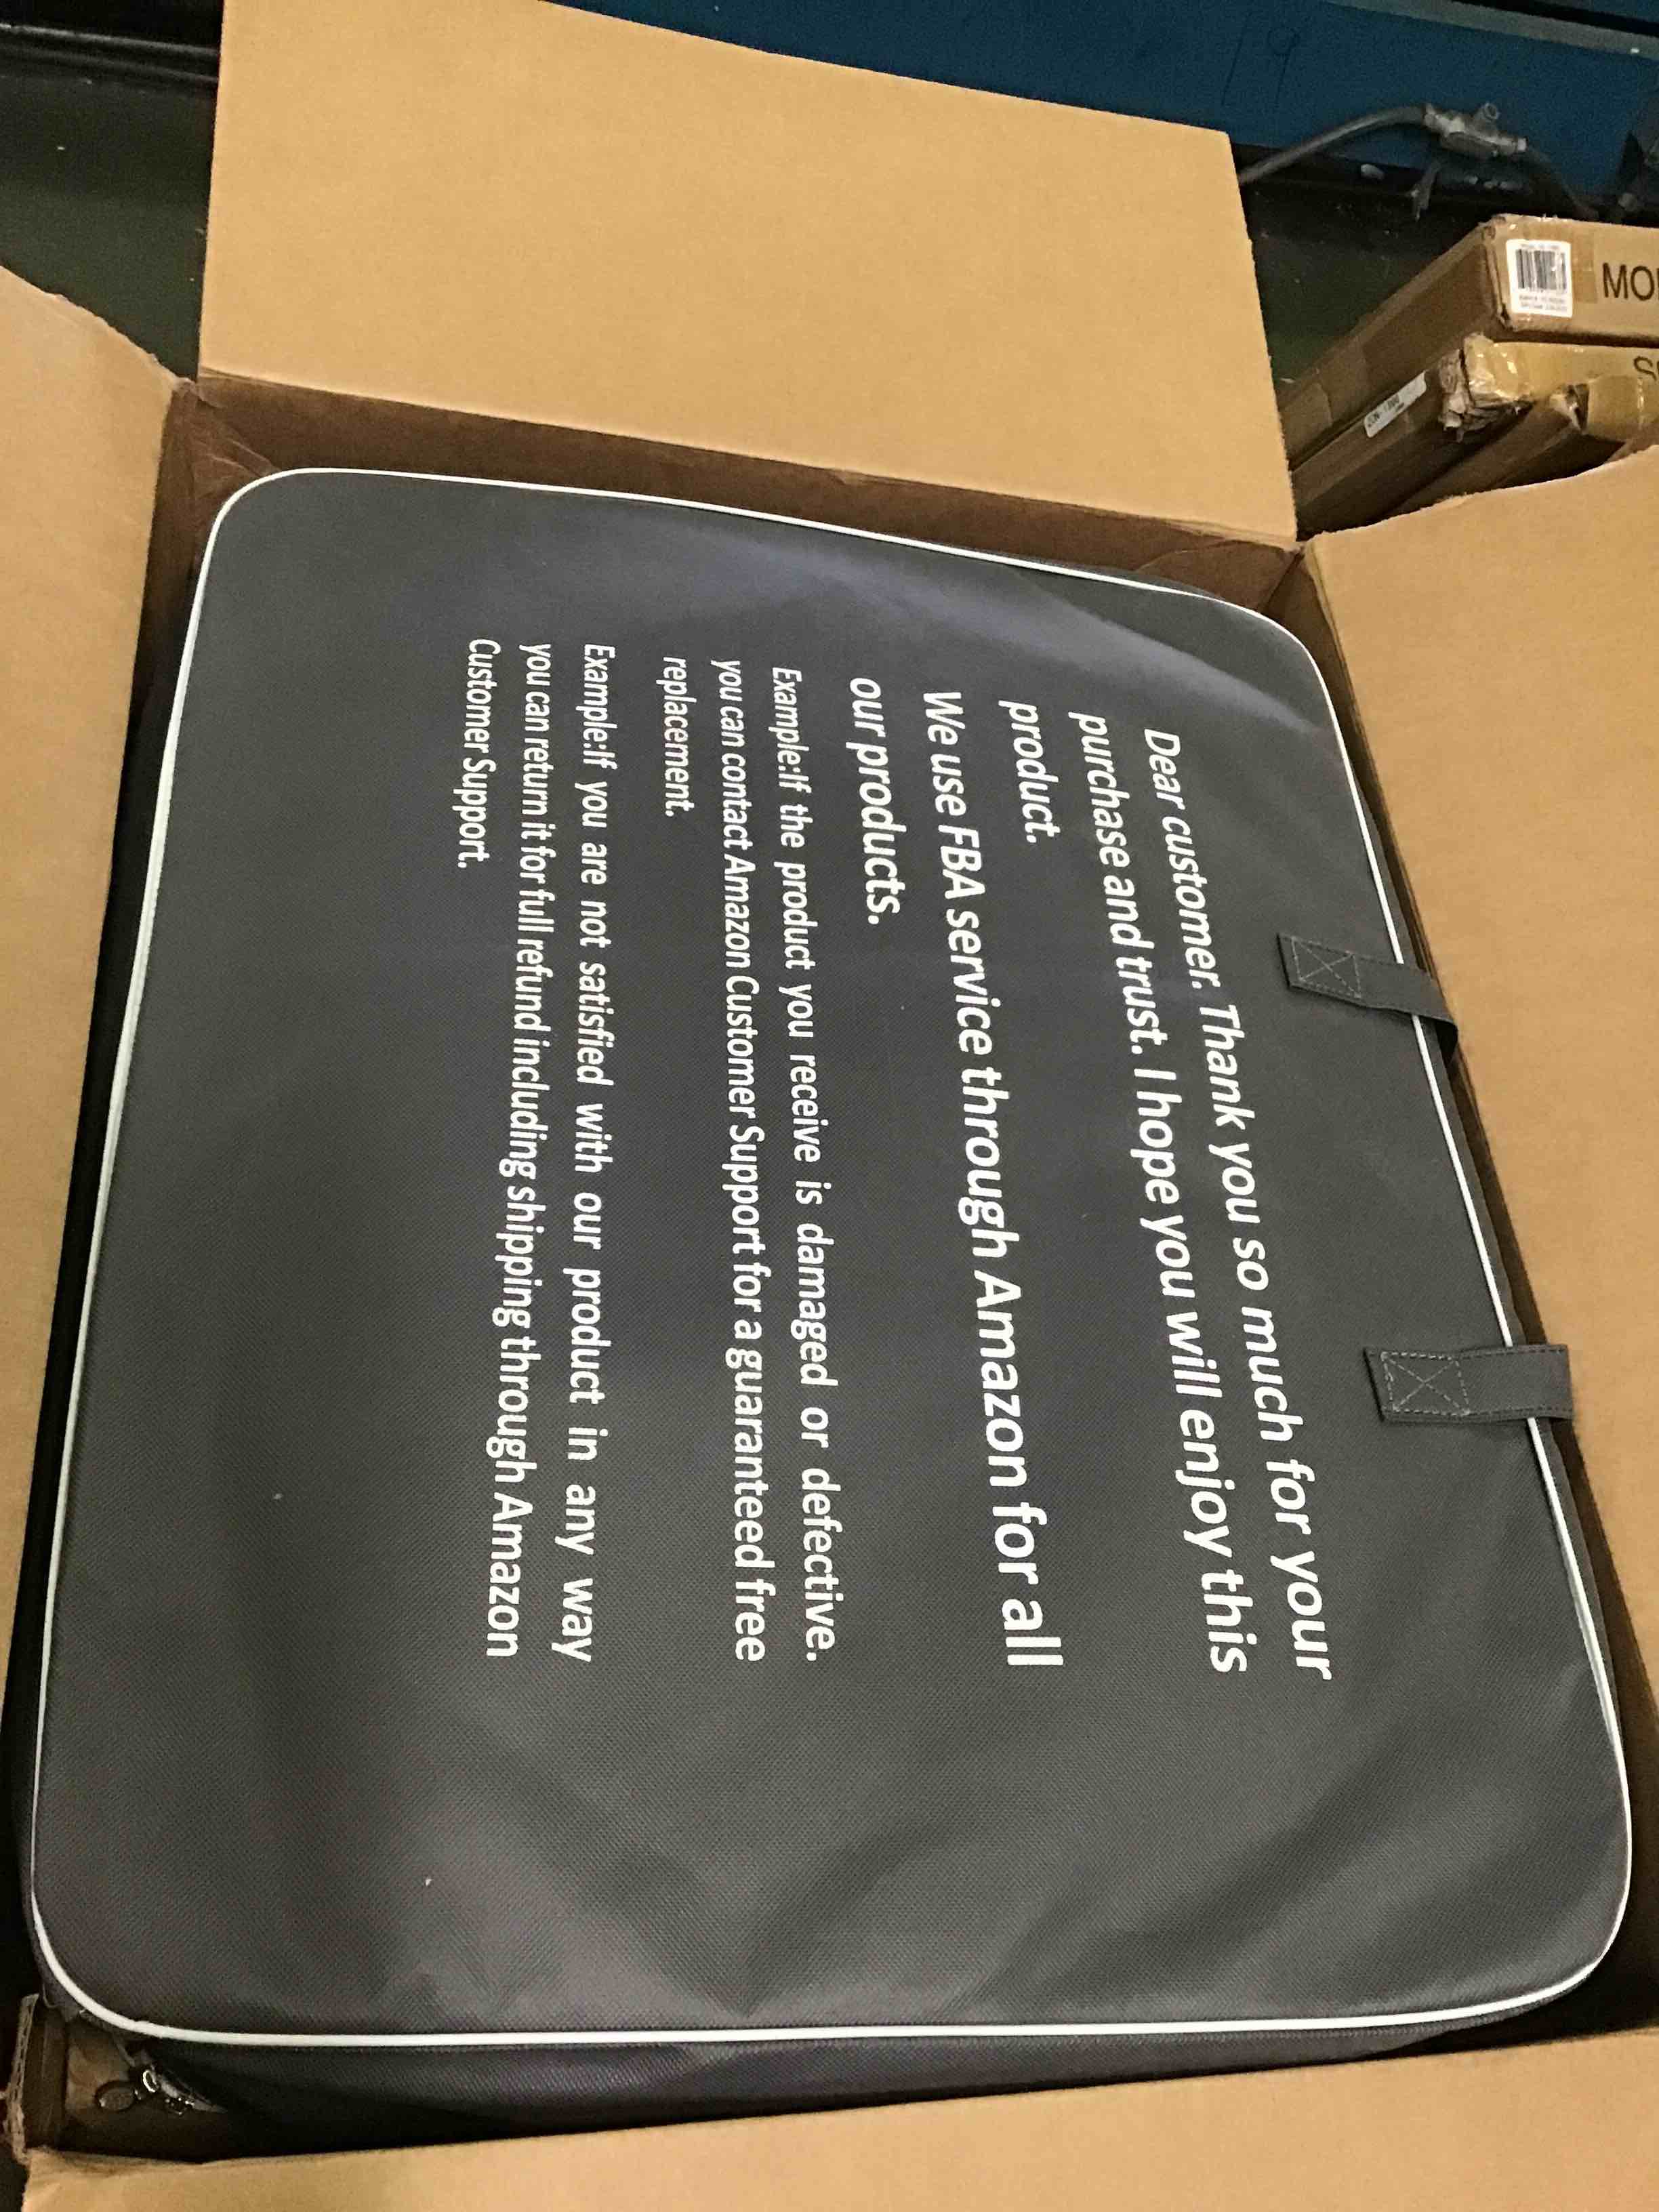 Dear customer. Thank you so much for your
purchase and trust. I hope you will enjoy this
product.
We use FBA service through Amazon for all
our products.
Example:If the product you receive is damaged or defective.
you can contact Amazon Customer Support for a guaranteed free
replacement.
Example:If you are not satisfied with our product in any way
you can return it for full refund including shipping through Amazon
Customer Support.